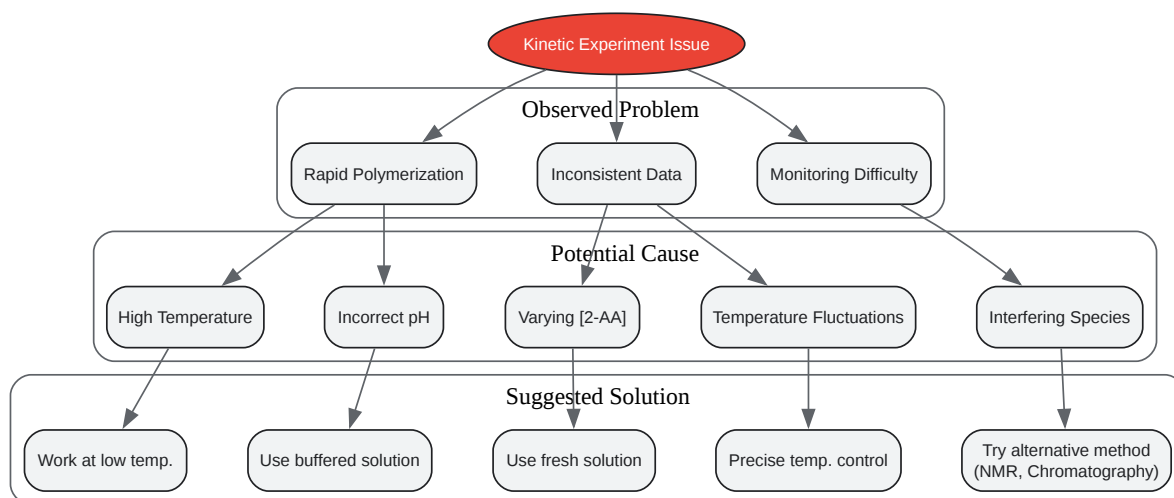 Kinetic Experiment Issue
Observed Problem
Rapid Polymerization
Inconsistent Data
Monitoring Difficulty
Potential Cause
High Temperature
Incorrect pH
Varying [2-AA]
Temperature Fluctuations
Interfering Species
Suggested Solution
Work at low temp.
Use buffered solution
Use fresh solution
Precise temp. control
Try alternative method
(NMR, Chromatography)